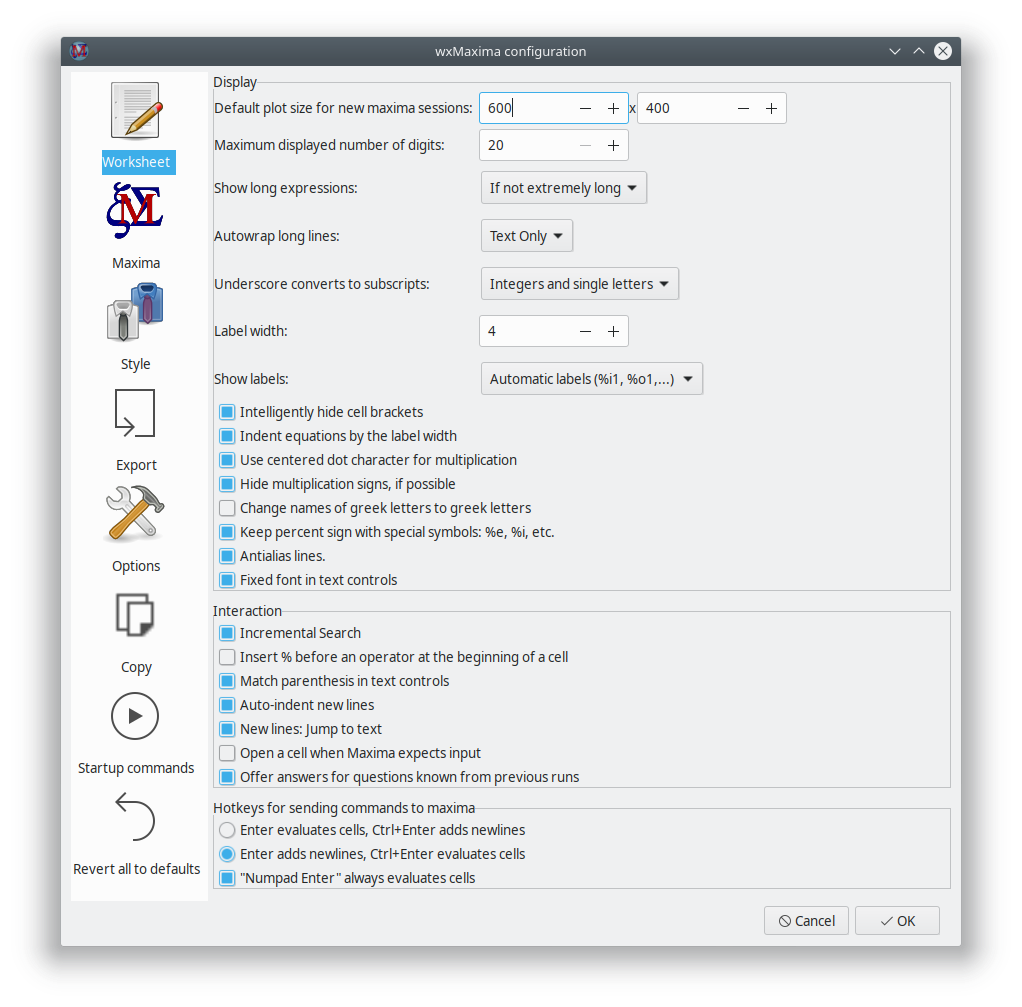 wxMaxima configuration
Worksheet
Maxima
Style
Export
Options
Copy
Startup commands
Revert all to defaults
Display
Default plot size for new maxima sessions: 600 x 400
Maximum displayed number of digits: 20
Show long expressions: If not extremely long
Autowrap long lines: Text Only
Underscore converts to subscripts: Integers and single letters
Label width: 4
Show labels: Automatic labels (%i1, %o1,...)
Intelligently hide cell brackets
Indent equations by the label width
Use centered dot character for multiplication
Hide multiplication signs, if possible
Change names of greek letters to greek letters
Keep percent sign with special symbols: %e, %i, etc.
Antialias lines.
Fixed font in text controls
Interaction
Incremental Search
Insert % before an operator at the beginning of a cell
Match parenthesis in text controls
Auto-indent new lines
New lines: Jump to text
Open a cell when Maxima expects input
Offer answers for questions known from previous runs
Hotkeys for sending commands to maxima
Enter evaluates cells, Ctrl+Enter adds newlines
Enter adds newlines, Ctrl+Enter evaluates cells
"Numpad Enter" always evaluates cells
Cancel OK